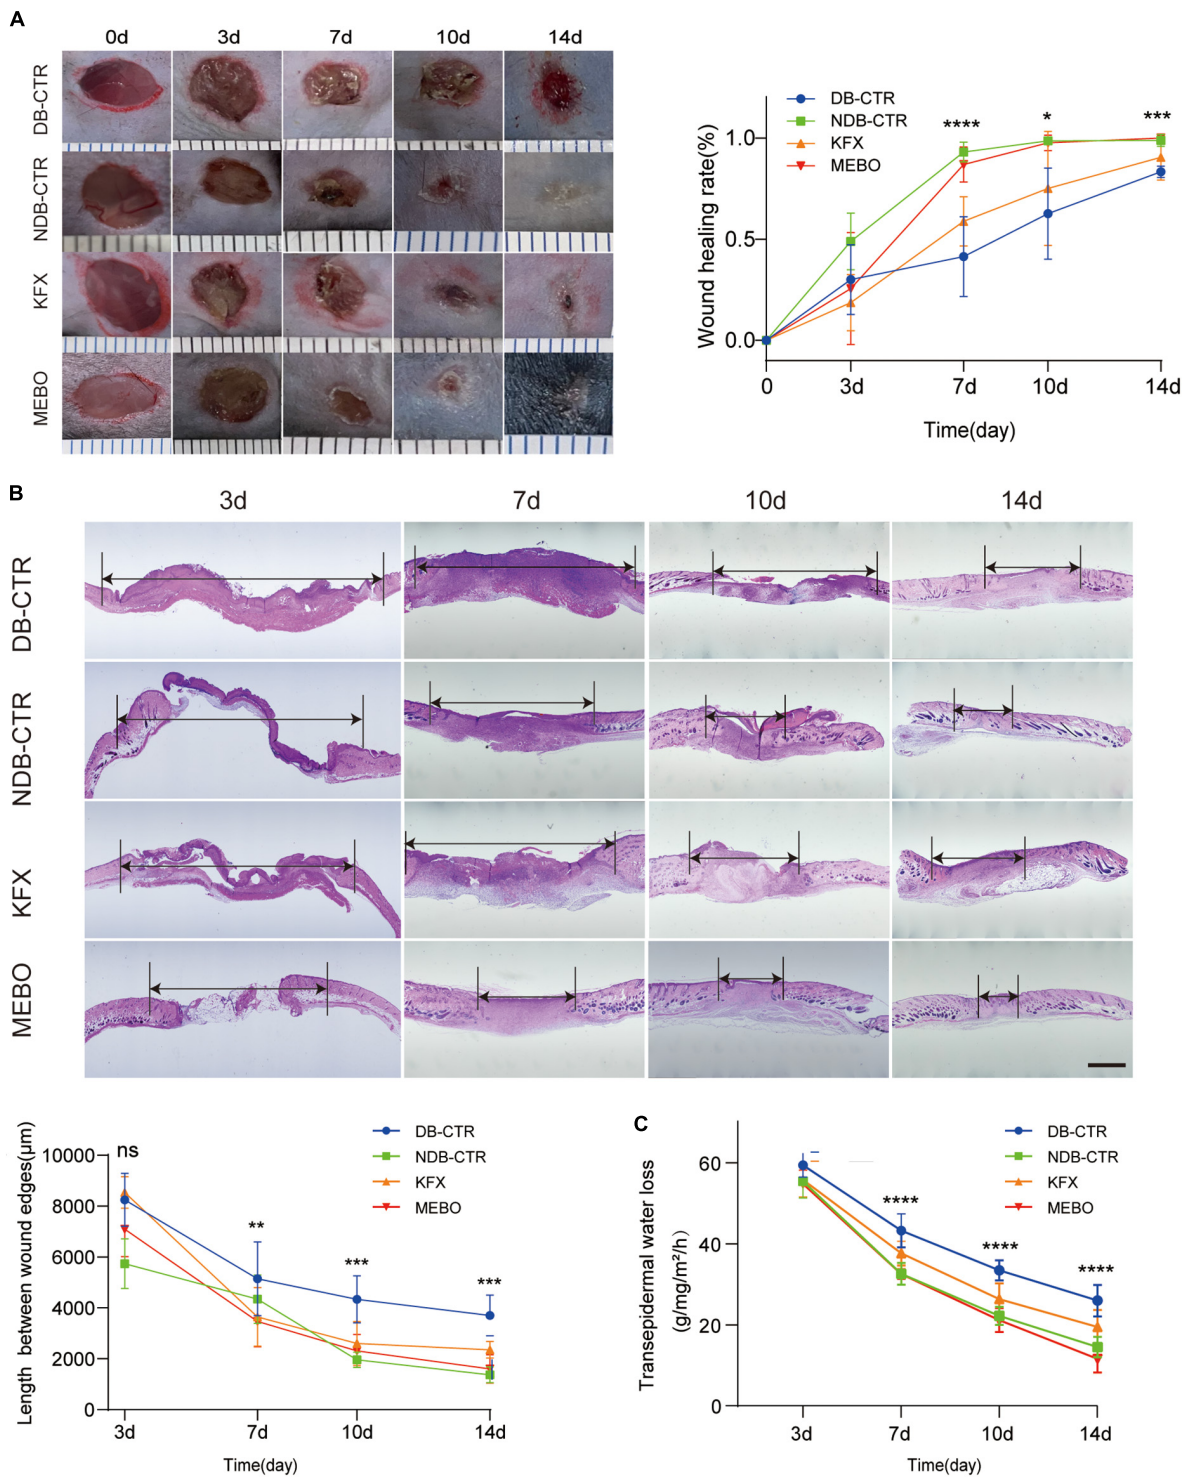 A
0d 3d 7d 10d 14d
DB-CTR
NDB-CTR
KFX
MEBO
DB-CTR
NDB-CTR
KFX
MEBO
**** * ***
Wound healing rate(%)
1.0
0.5
0.0
0 3d 7d 10d 14d
Time(day)
B
3d 7d 10d 14d
DB-CTR
NDB-CTR
KFX
MEBO
DB-CTR
NDB-CTR
KFX
MEBO
Length between wound edges(μm)
10000
8000
6000
4000
2000
0
ns ** *** ***
3d 7d 10d 14d
Time(day)
C
DB-CTR
NDB-CTR
KFX
MEBO
Transepidermal water loss
(g/mg/m²/h)
60
40
20
0
**** **** ****
3d 7d 10d 14d
Time(day)